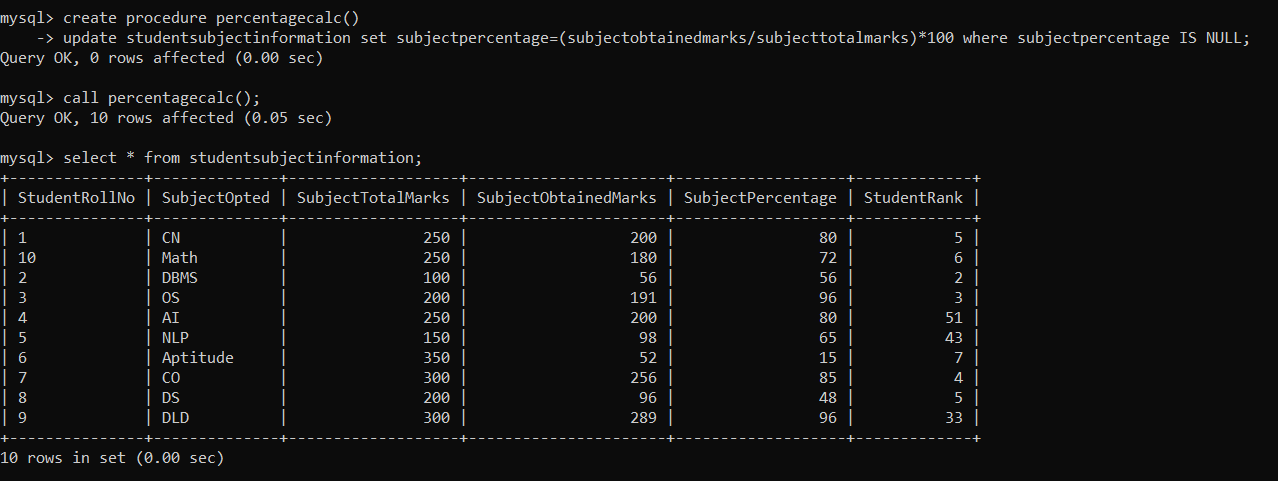 mysql> create procedure percentagecalc()
    -> update studentsubjectinformation set subjectpercentage=(subjectobtainedmarks/subjecttotalmarks)*100 where subjectpercentage IS NULL;
Query OK, 0 rows affected (0.00 sec)

mysql> call percentagecalc();
Query OK, 10 rows affected (0.05 sec)

mysql> select * from studentsubjectinformation;
+---------------+--------------+-------------------+----------------------+-------------------+-------------+
| StudentRollNo | SubjectOpted | SubjectTotalMarks | SubjectObtainedMarks | SubjectPercentage | StudentRank |
+---------------+--------------+-------------------+----------------------+-------------------+-------------+
| 1             | CN           |               250 |                  200 |                80 |           5 |
| 10            | Math         |               250 |                  180 |                72 |           6 |
| 2             | DBMS         |               100 |                   56 |                56 |           2 |
| 3             | OS           |               200 |                  191 |                96 |           3 |
| 4             | AI           |               250 |                  200 |                80 |          51 |
| 5             | NLP          |               150 |                   98 |                65 |          43 |
| 6             | Aptitude     |               350 |                   52 |                15 |           7 |
| 7             | CO           |               300 |                  256 |                85 |           4 |
| 8             | DS           |               200 |                   96 |                48 |           5 |
| 9             | DLD          |               300 |                  289 |                96 |          33 |
+---------------+--------------+-------------------+----------------------+-------------------+-------------+
10 rows in set (0.00 sec)